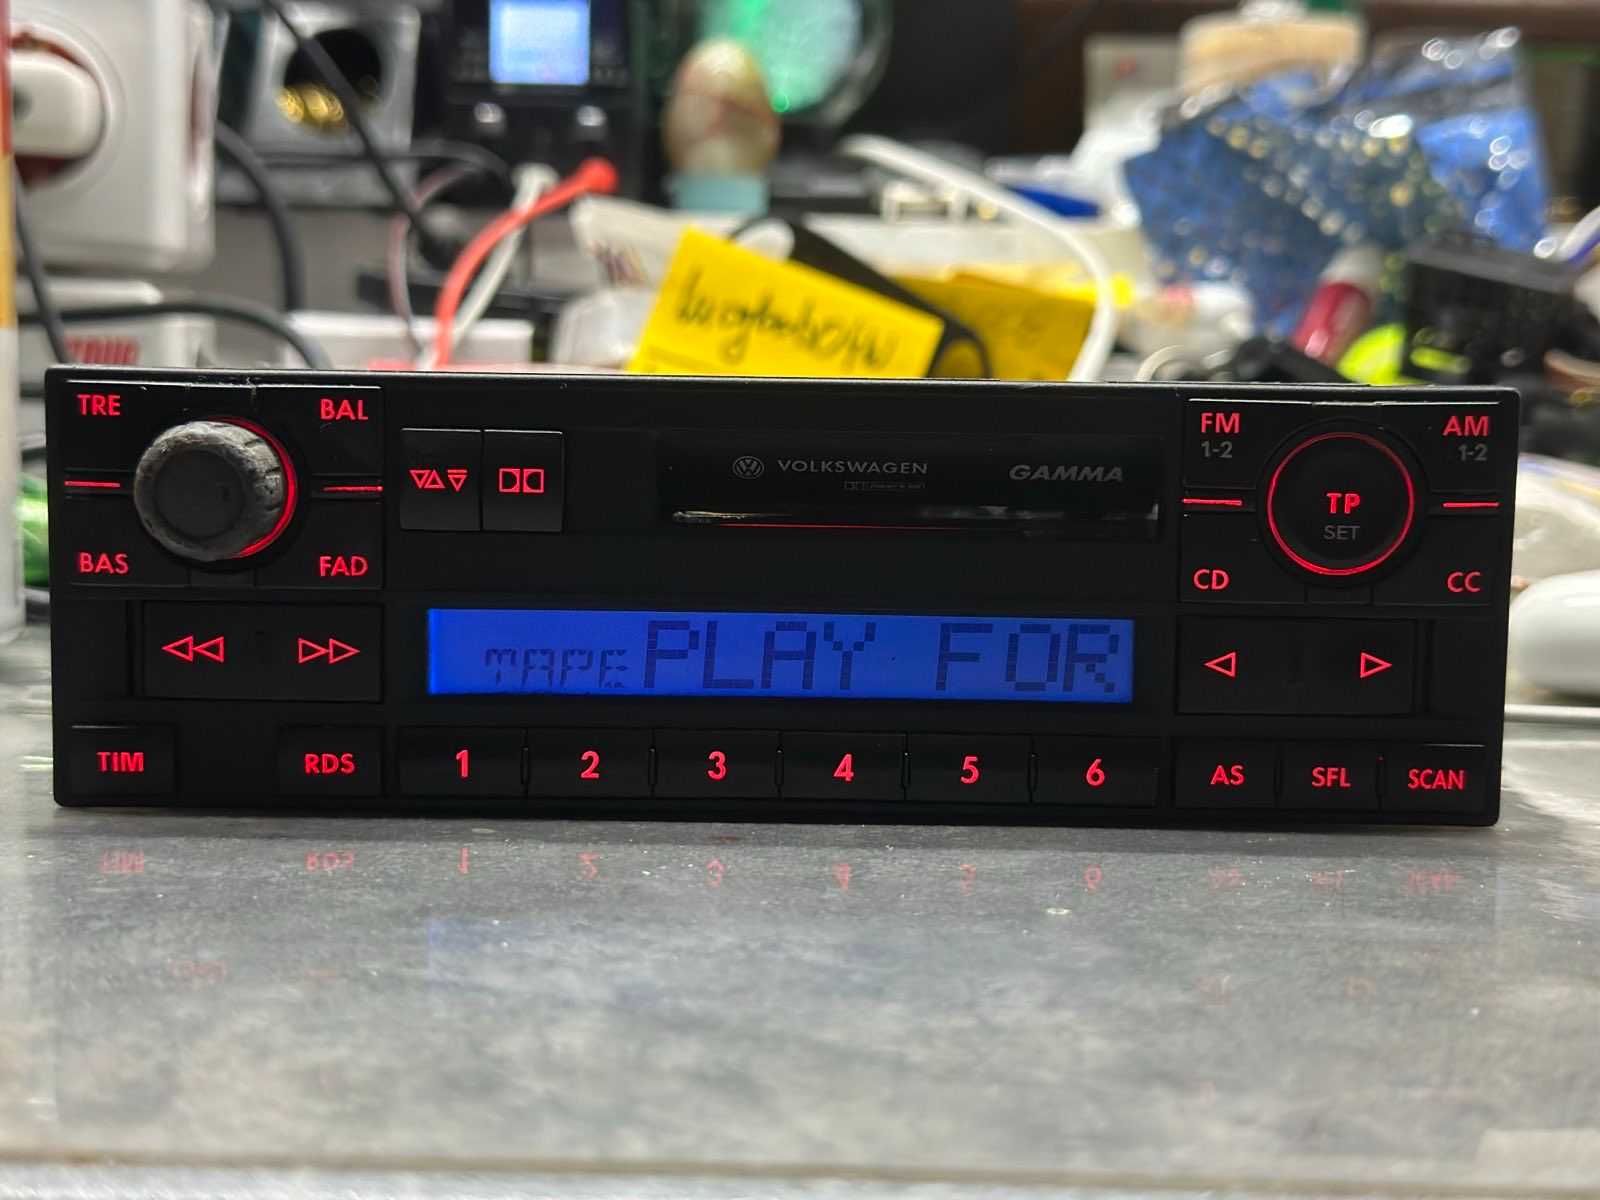 TRE BAL
BAS FAD
VOLKSWAGEN GAMMA
FM AM
1-2 1-2
TP
SET
CD CC
TAPE PLAY FOR
TIM RDS 1 2 3 4 5 6 AS SFL SCAN